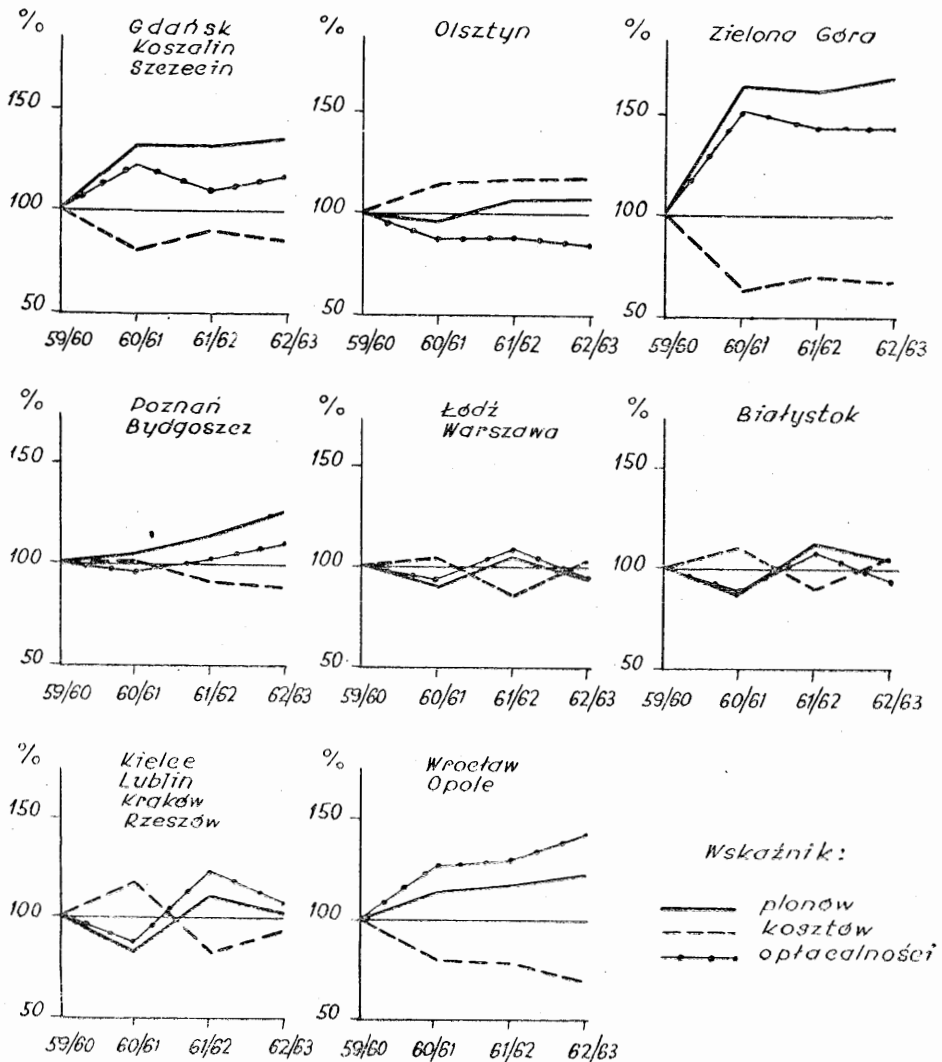 %
Gdańsk
Koszalin
Szczecin
150
100
50
59/60 60/61 61/62 62/63
%
Olsztyn
150
100
50
59/60 60/61 61/62 62/63
%
Zielona Góra
150
100
50
59/60 60/61 61/62 62/63
%
Poznań
Bydgoszcz
150
100
50
59/60 60/61 61/62 62/63
%
Łódź
Warszawa
150
100
50
59/60 60/61 61/62 62/63
%
Białystok
150
100
50
59/60 60/61 61/62 62/63
%
Kielce
Lublin
Kraków
Rzeszów
150
100
50
59/60 60/61 61/62 62/63
%
Wrocław
Opole
150
100
50
59/60 60/61 61/62 62/63
Wskaźnik:
plonów
kosztów
opłacalności